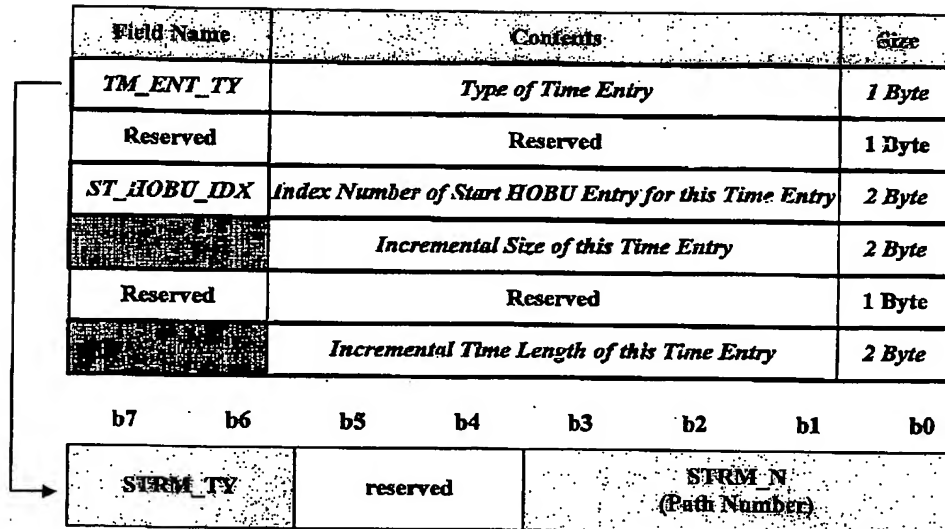 Field Name Contents Size
TM_ENT_TY Type of Time Entry 1 Byte
Reserved Reserved 1 Byte
ST_HOBU_IDX Index Number of Start HOBU Entry for this Time Entry 2 Byte
Incremental Size of this Time Entry 2 Byte
Reserved Reserved 1 Byte
Incremental Time Length of this Time Entry 2 Byte
b7 b6 b5 b4 b3 b2 b1 b0
STRM_TY reserved STRM_N
(Path Number)